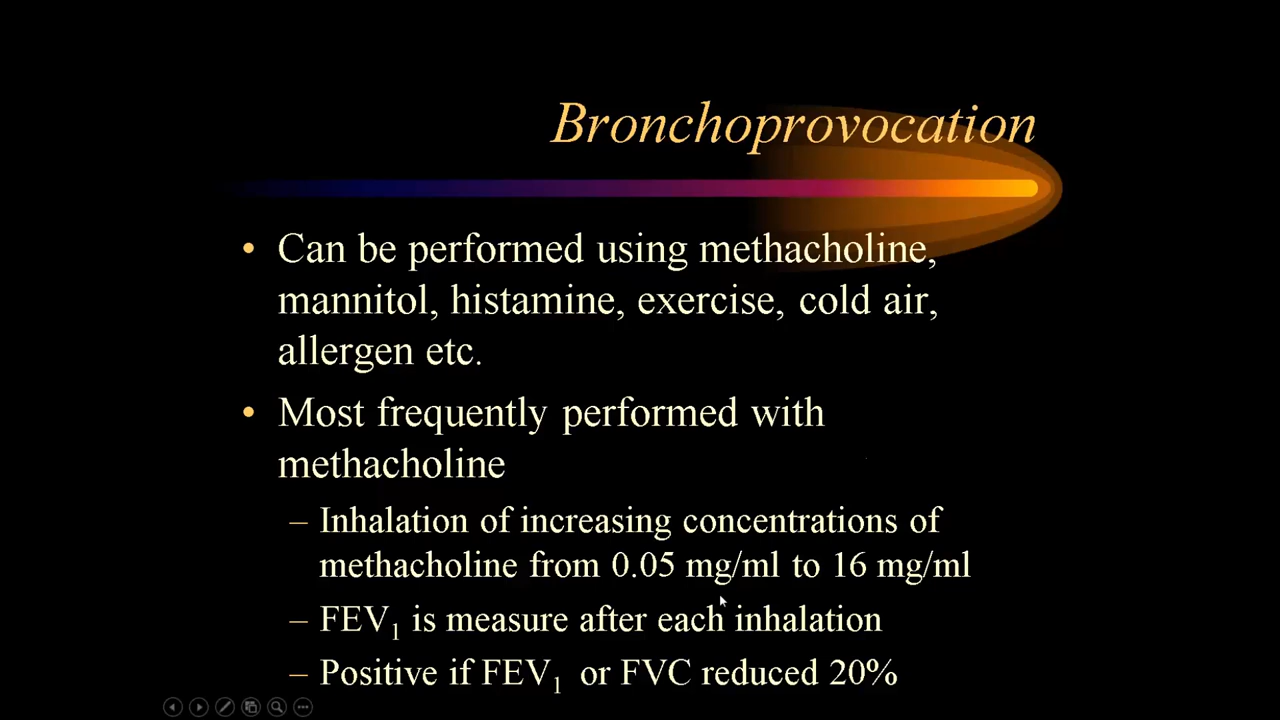 Bronchoprovocation
• Can be performed using methacholine,
mannitol, histamine, exercise, cold air,
allergen etc.
• Most frequently performed with
methacholine
– Inhalation of increasing concentrations of
methacholine from 0.05 mg/ml to 16 mg/ml
– FEV₁ is measure after each inhalation
– Positive if FEV₁ or FVC reduced 20%